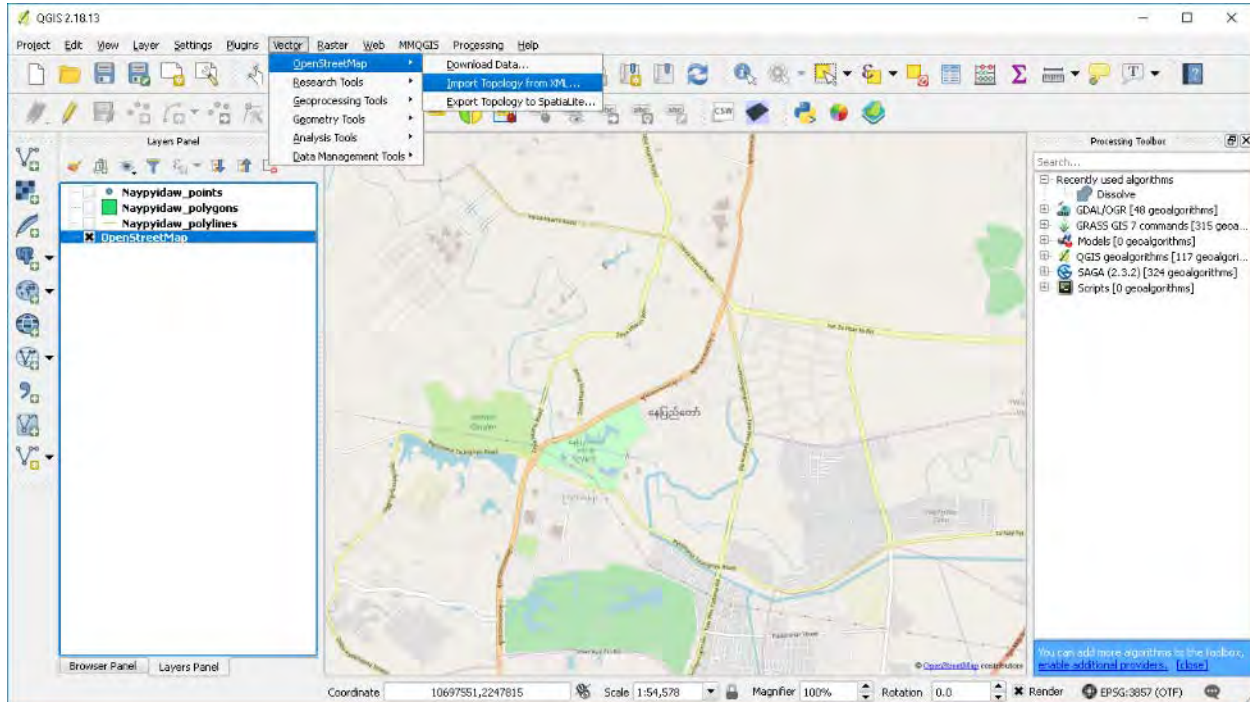 QGIS 2.18.13
Project Edit View Layer Settings Plugins Vector Raster Web MMQGIS Processing Help
OpenStreetMap
Research Tools
Geoprocessing Tools
Geometry Tools
Analysis Tools
Data Management Tools
Download Data...
Import Topology from XML...
Export Topology to SpatiaLite...
CSW
Layers Panel
Naypyidaw_points
Naypyidaw_polygons
Naypyidaw_polylines
OpenStreetMap
Browser Panel Layers Panel
နေပြည်တော်
© OpenStreetMap contributors
Processing Toolbox
Search...
Recently used algorithms
Dissolve
GDAL/OGR [48 geoalgorithms]
GRASS GIS 7 commands [315 geoa...
Models [0 geoalgorithms]
QGIS geoalgorithms [117 geoalgori...
SAGA (2.3.2) [324 geoalgorithms]
Scripts [0 geoalgorithms]
You can add more algorithms to the toolbox,
enable additional providers. [close]
Coordinate 10697551,2247815 Scale 1:54,578 Magnifier 100% Rotation 0.0 Render EPSG:3857 (OTF)